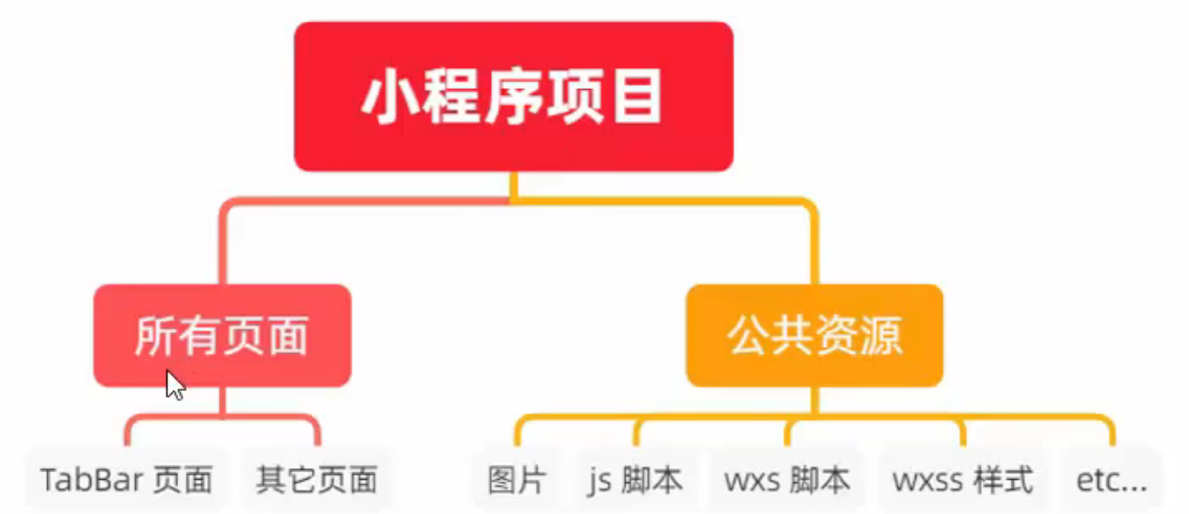 小程序项目
所有页面
公共资源
TabBar 页面
其它页面
图片
js 脚本
wxs 脚本
wxss 样式
etc...